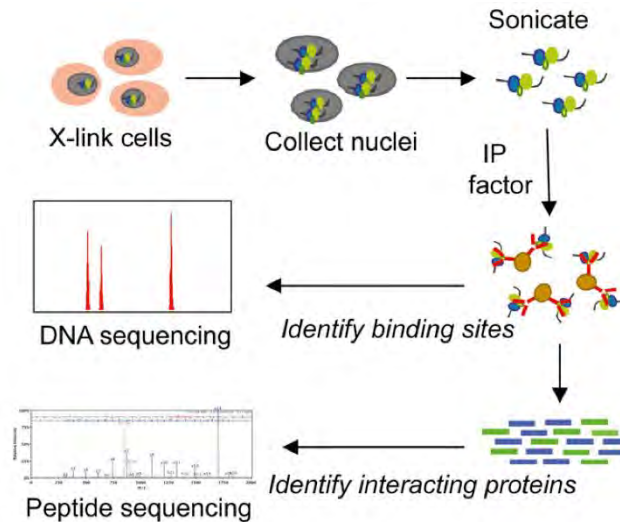 Sonicate
X-link cells
Collect nuclei
IP
factor
DNA sequencing
Identify binding sites
Identify interacting proteins
Peptide sequencing